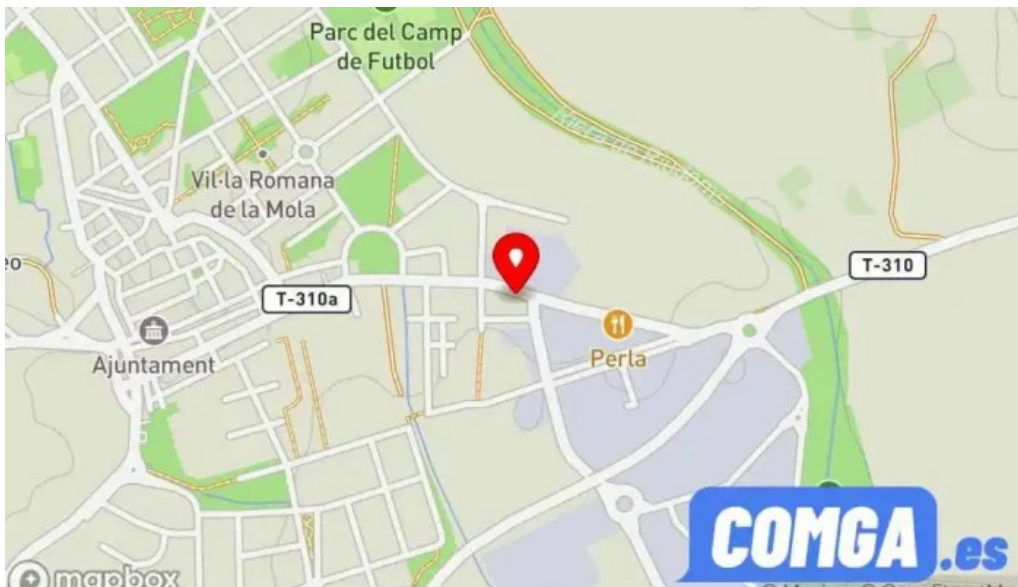 Parc del Camp
de Futbol
Vil·la Romana
de la Mola
T-310
T-310a
Ajuntament
Perla
COMGA.es
mapbox